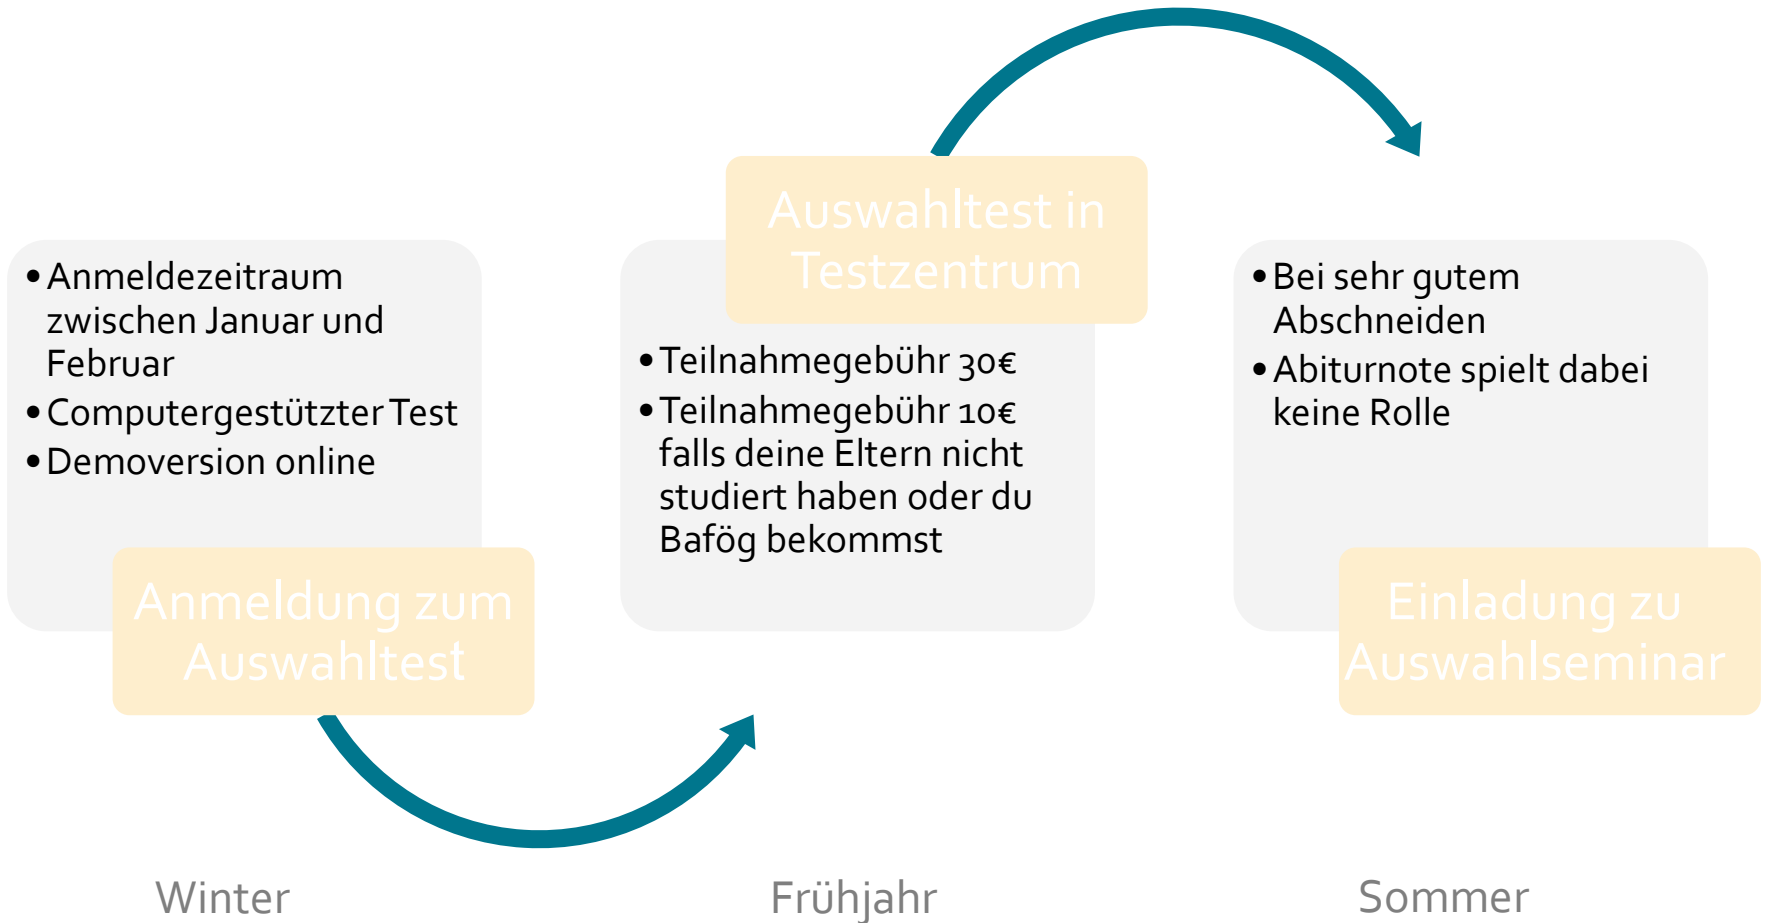 •Anmeldezeitraum
zwischen Januar und
Februar
•Computergestützter Test
•Demoversion online
Anmeldung zum
Auswahltest
Auswahltest in
Testzentrum
•Teilnahmegebühr 30€
•Teilnahmegebühr 10€
falls deine Eltern nicht
studiert haben oder du
Bafög bekommst
•Bei sehr gutem
Abschneiden
•Abiturnote spielt dabei
keine Rolle
Einladung zu
Auswahlseminar
Winter
Frühjahr
Sommer